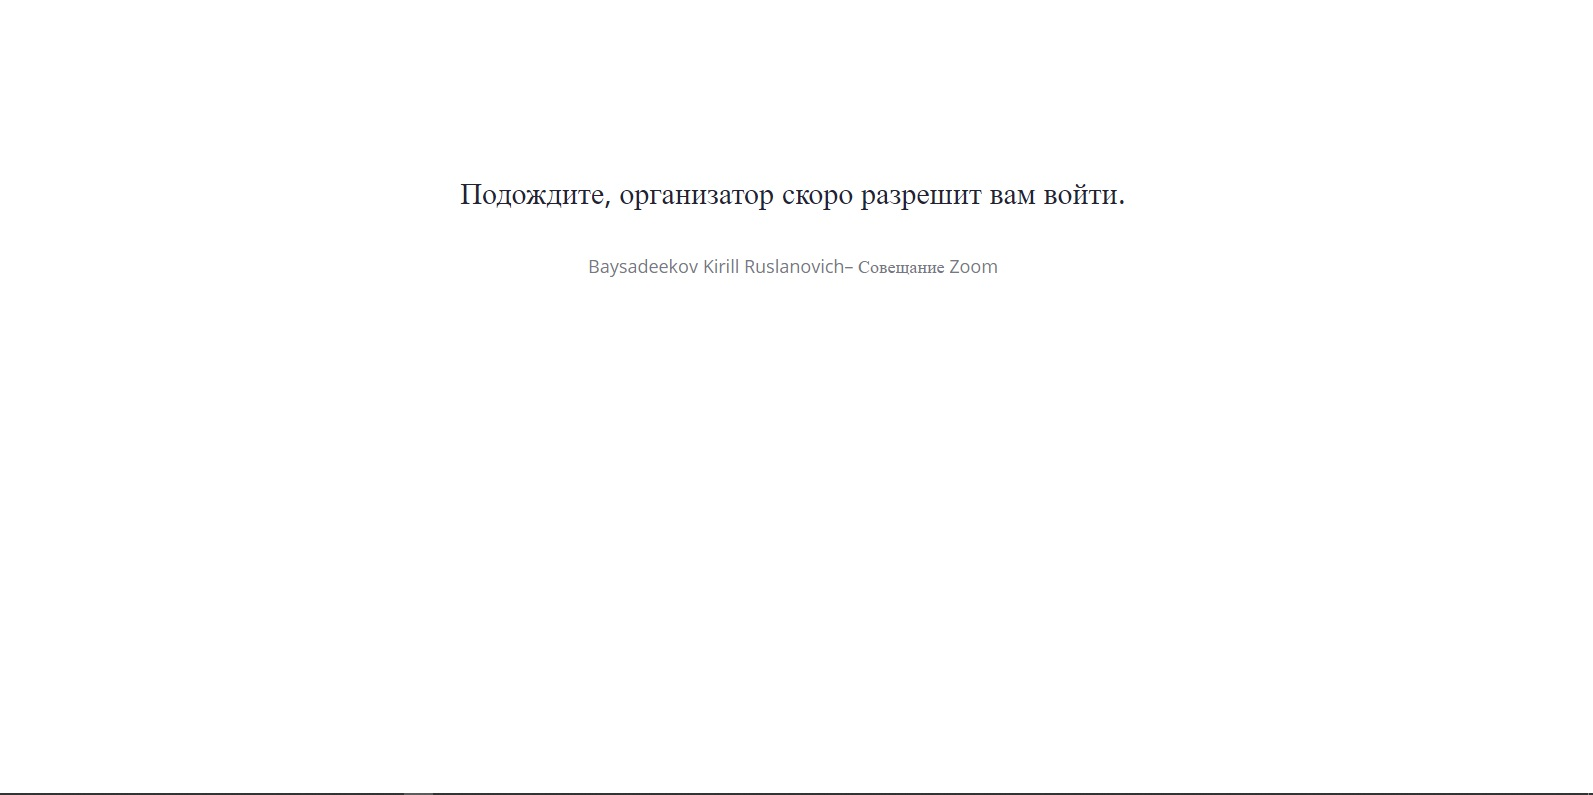 Подождите, организатор скоро разрешит вам войти.
Baysadeekov Kirill Ruslanovich– Совещание Zoom